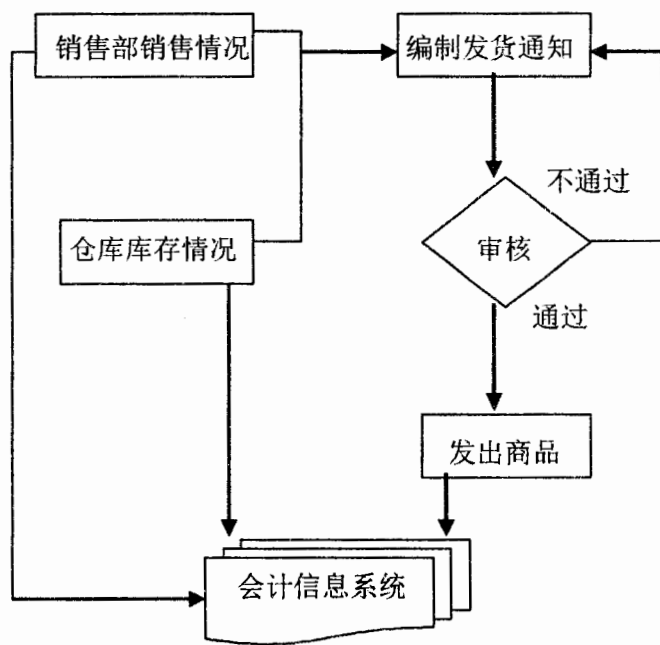 销售部销售情况
编制发货通知
不通过
仓库库存情况
审核
通过
发出商品
会计信息系统